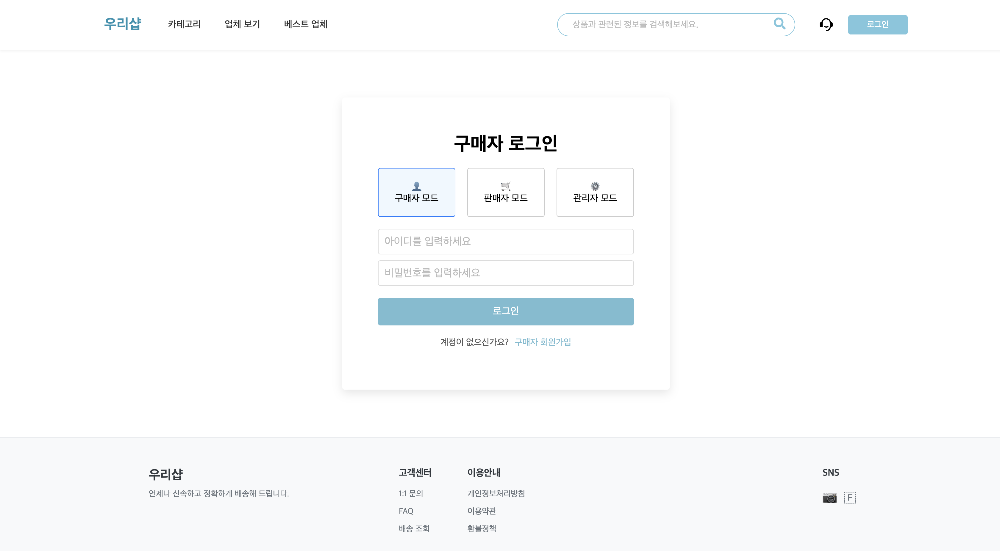 우리샵 카테고리 업체 보기 베스트 업체 상품과 관련된 정보를 검색해보세요. 로그인
구매자 로그인
구매자 모드 판매자 모드 관리자 모드
아이디를 입력하세요
비밀번호를 입력하세요
로그인
계정이 없으신가요? 구매자 회원가입
우리샵
언제나 신속하고 정확하게 배송해 드립니다.
고객센터
1:1 문의
FAQ
배송 조회
이용안내
개인정보처리방침
이용약관
환불정책
SNS
F